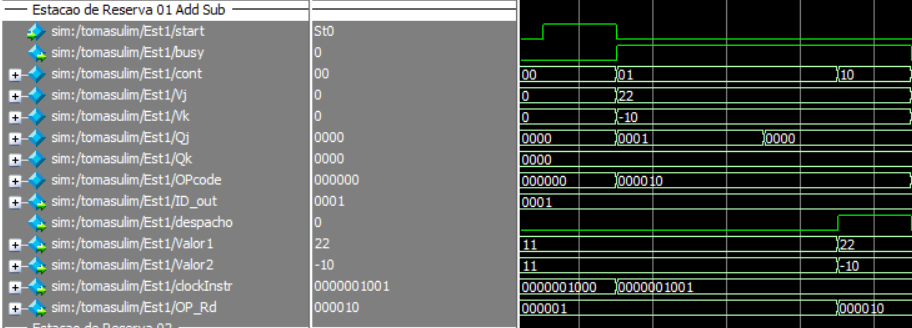 Estacao de Reserva 01 Add Sub
sim:/tomasulim/Est1/start St0
sim:/tomasulim/Est1/busy 0
sim:/tomasulim/Est1/cont 00 00 01 10
sim:/tomasulim/Est1/Vj 0 0 22
sim:/tomasulim/Est1/Vk 0 0 -10
sim:/tomasulim/Est1/Qj 0000 0000 0001 0000
sim:/tomasulim/Est1/Qk 0000 0000
sim:/tomasulim/Est1/OPcode 000000 000000 000010
sim:/tomasulim/Est1/ID_out 0001 0001
sim:/tomasulim/Est1/despacho 0
sim:/tomasulim/Est1/Valor1 22 11 22
sim:/tomasulim/Est1/Valor2 -10 11 -10
sim:/tomasulim/Est1/clockInstr 0000001001 0000001000 0000001001
sim:/tomasulim/Est1/OP_Rd 000010 000001 000010
Estacao de Reserva 02